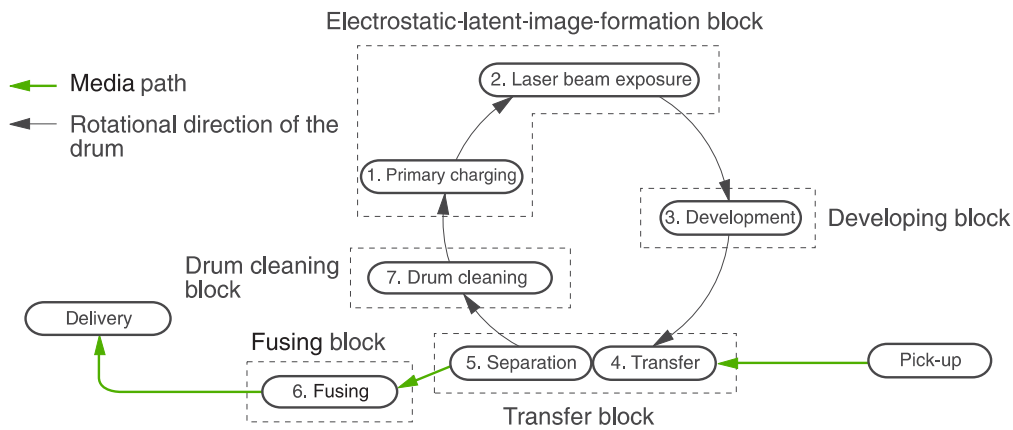 Electrostatic-latent-image-formation block
Media path
Rotational direction of the
drum
2. Laser beam exposure
1. Primary charging
3. Development
Developing block
Drum cleaning
block
7. Drum cleaning
Delivery
Fusing block
5. Separation
4. Transfer
Pick-up
6. Fusing
Transfer block